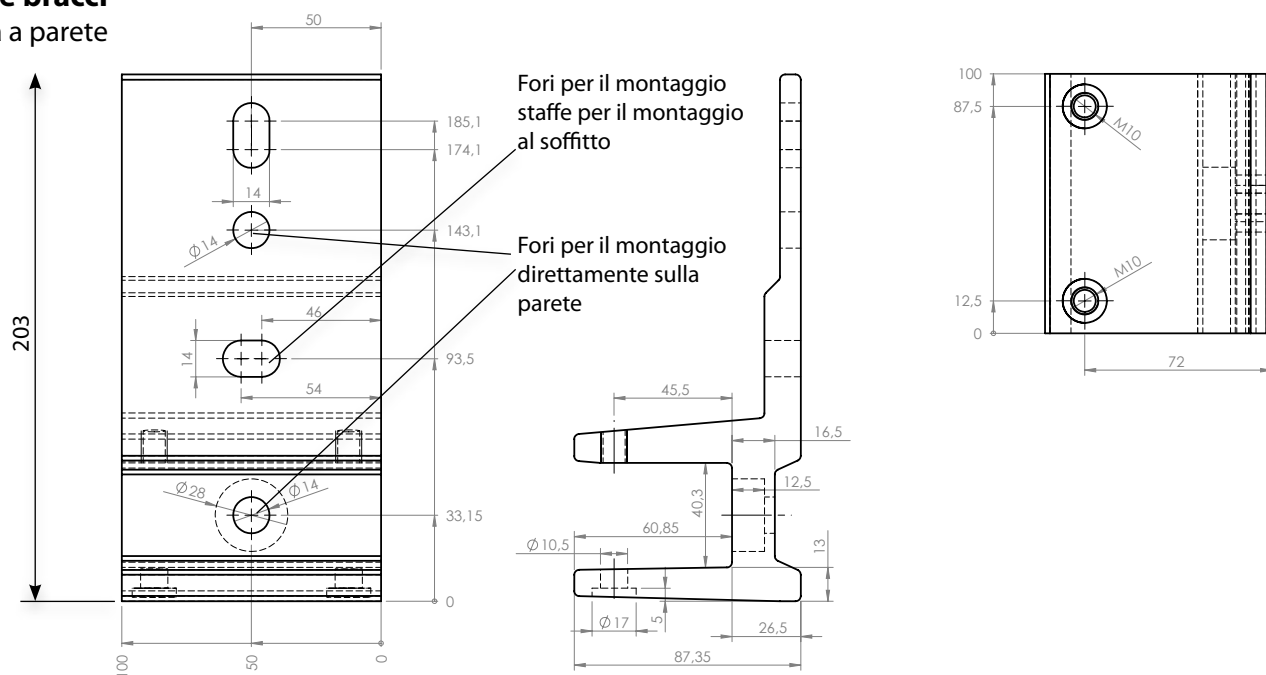 bracci
a parete
50
203
185,1
174,1
14
Ø14
143,1
46
14
93,5
54
Ø28
Ø14
33,15
0
100
50
0
Fori per il montaggio
staffe per il montaggio
al soffitto
Fori per il montaggio
direttamente sulla
parete
45,5
16,5
12,5
40,3
60,85
Ø10,5
13
Ø17
5
26,5
87,35
100
87,5
M10
M10
12,5
0
72